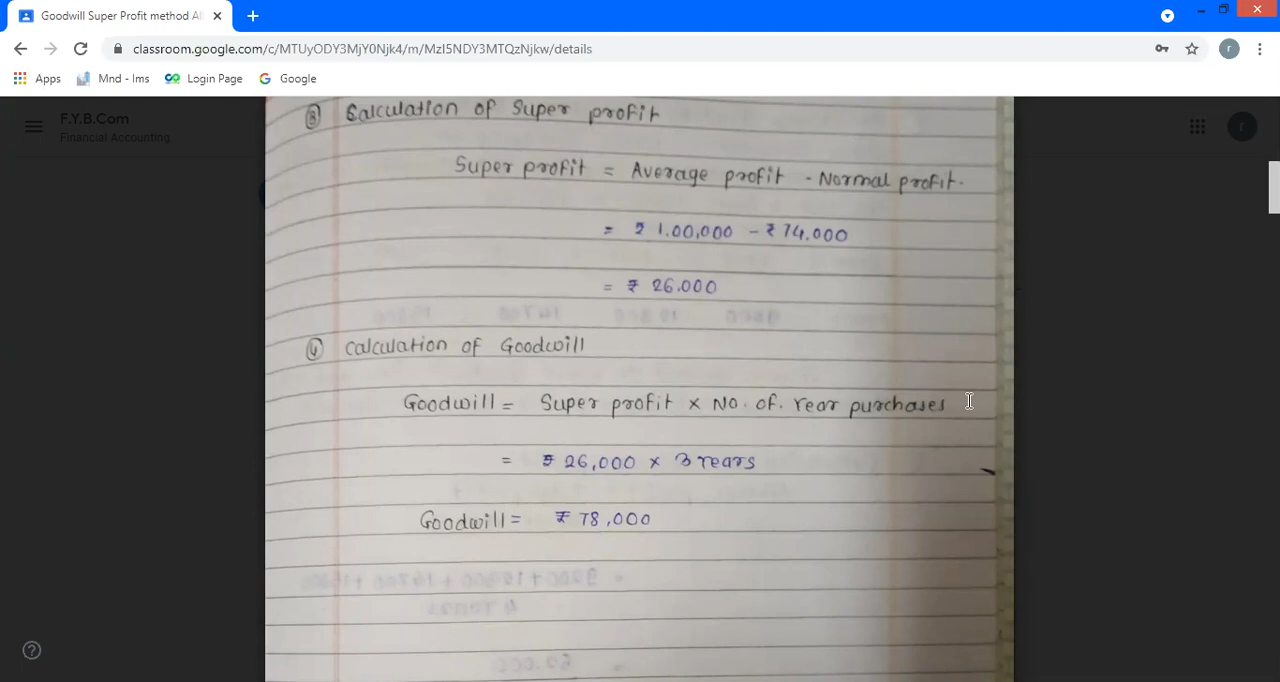 Goodwill Super Profit method Al
classroom.google.com/c/MTUyODY3MjY0Njk4/m/MzI5NDY3MTQzNjkw/details
r
Apps Mnd - Ims Login Page Google
F.Y.B.Com
Financial Accounting
r
③ Calculation of Super profit
Super profit = Average profit - Normal profit.
= ₹ 1.00,000 - ₹ 74.000
= ₹ 26.000
④ Calculation of Goodwill
Goodwill = Super profit × No. of. Year purchases
= ₹ 26,000 × 3 Years
Goodwill = ₹ 78,000